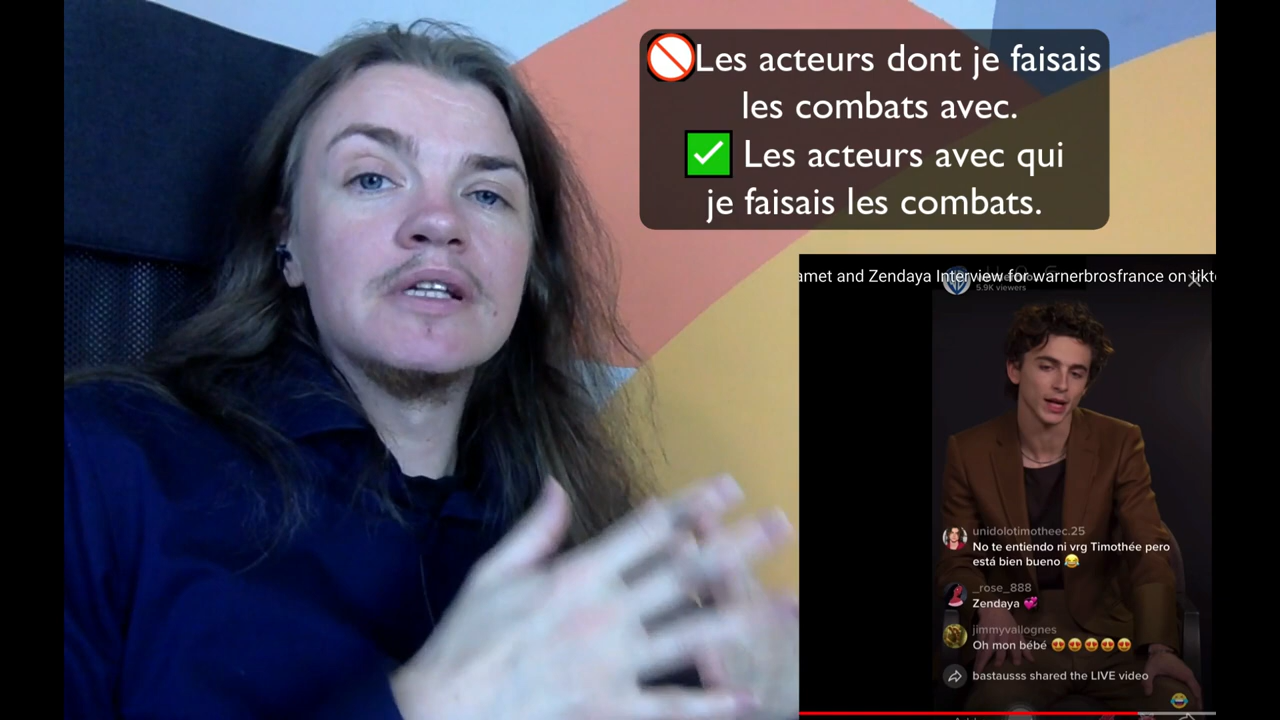 Les acteurs dont je faisais
les combats avec.
Les acteurs avec qui
je faisais les combats.
amet and Zendaya Interview for warnerbrosfrance on tikt
5.9K viewers
unidolotimotheec.25
No te entiendo ni vrg Timothée pero
está bien bueno 😂
_rose_888
Zendaya 💞
jimmyvallognes
Oh mon bébé 😍😍😍😍😍
bastausss shared the LIVE video